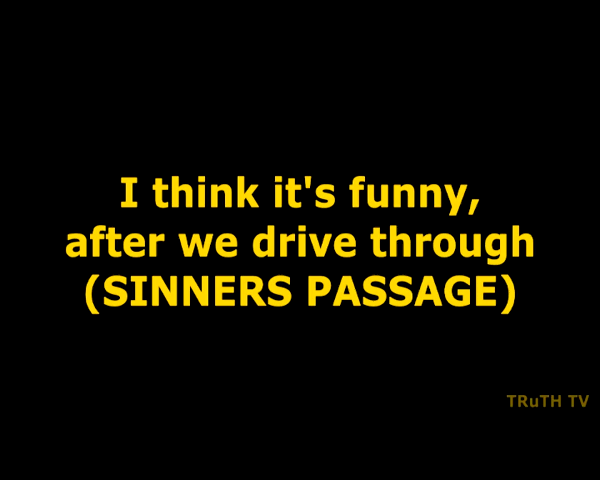 I think it's funny,
after we drive through
(SINNERS PASSAGE)
TRuTH TV